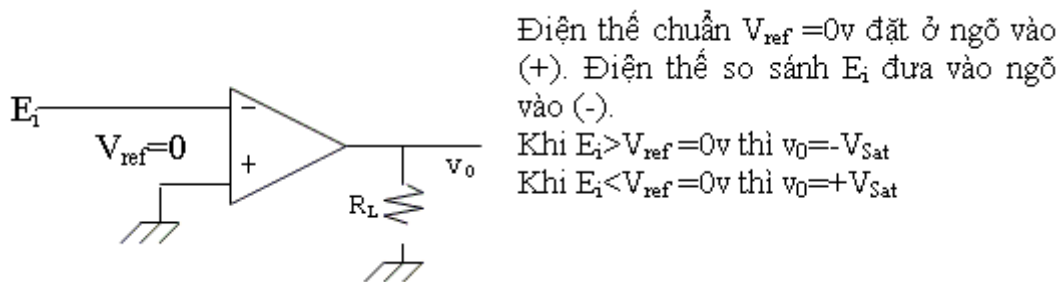 Điện thế chuẩn Vref =0v đặt ở ngõ vào
(+). Điện thế so sánh Ei đưa vào ngõ
vào (-).
Khi Ei>Vref =0v thì v0=-VSat
Khi Ei<Vref =0v thì v0=+VSat
Ei
−
Vref=0
+
v0
RL